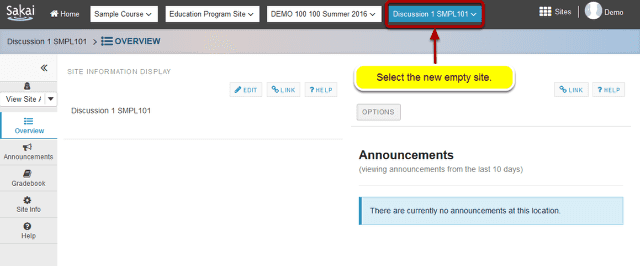 Sakai
Home
Sample Course
Education Program Site
DEMO 100 100 Summer 2016
Discussion 1 SMPL101
Sites
Demo
Discussion 1 SMPL101 > OVERVIEW
Select the new empty site.
SITE INFORMATION DISPLAY
EDIT
LINK
? HELP
LINK
? HELP
View Site A
Discussion 1 SMPL101
OPTIONS
Overview
Announcements
Gradebook
Site Info
Help
Announcements
(viewing announcements from the last 10 days)
There are currently no announcements at this location.